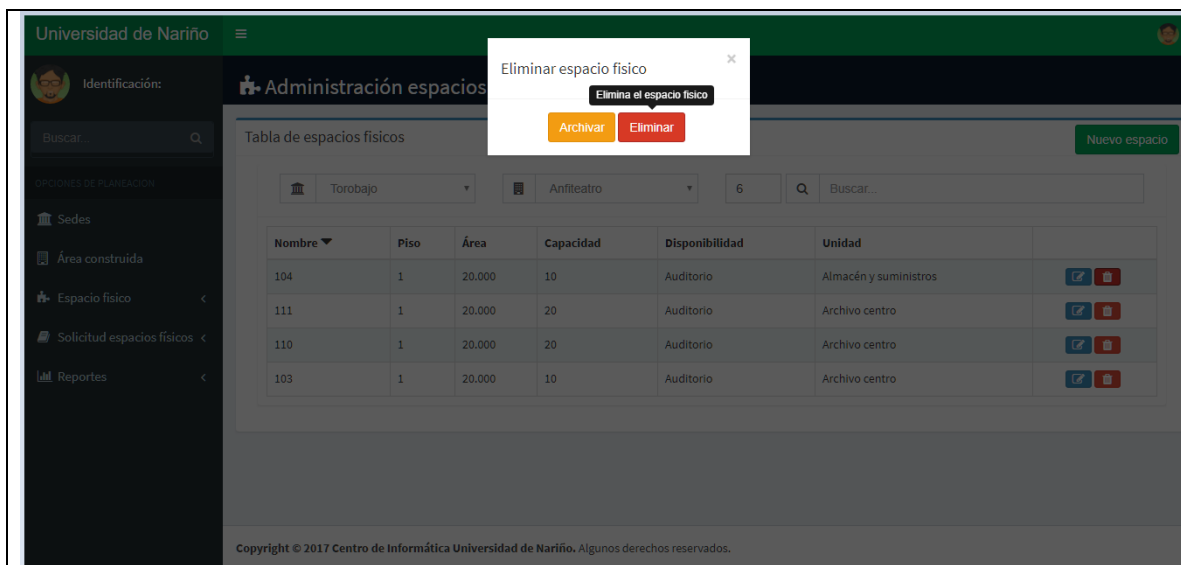 Universidad de Nariño
Eliminar espacio fisico ×
Identificación:
Administración espacios
Elimina el espacio fisico
Archivar Eliminar
Buscar...
Tabla de espacios fisicos
Nuevo espacio
OPCIONES DE PLANEACION
Torobajo Anfiteatro 6 Buscar...
Sedes
Área construida
Espacio fisico
Solicitud espacios físicos
Reportes
Nombre Piso Área Capacidad Disponibilidad Unidad
104 1 20.000 10 Auditorio Almacén y suministros
111 1 20.000 20 Auditorio Archivo centro
110 1 20.000 20 Auditorio Archivo centro
103 1 20.000 10 Auditorio Archivo centro
Copyright © 2017 Centro de Informática Universidad de Nariño. Algunos derechos reservados.